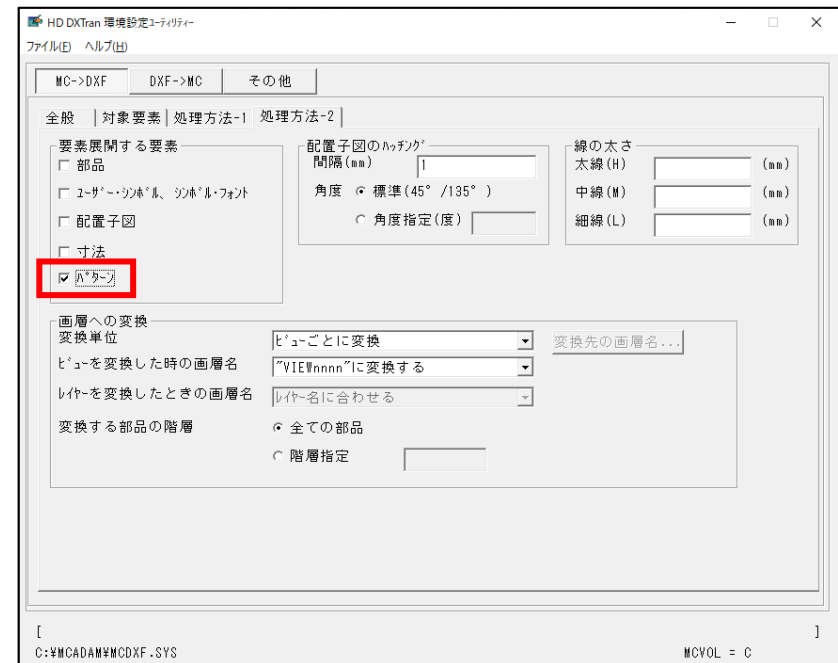 HD DXTran 環境設定ﾕｰﾃｨﾘﾃｨｰ
ファイル(F) ヘルプ(H)
MC->DXF DXF->MC その他
全般 対象要素 処理方法-1 処理方法-2
要素展開する要素
部品
ﾕｰｻﾞｰ・ｼﾝﾎﾞﾙ、ｼﾝﾎﾞﾙ・ﾌｫﾝﾄ
配置子図
寸法
ﾊﾟﾀｰﾝ
配置子図のﾊｯﾁﾝｸﾞ
間隔(mm) 1
角度 標準(45°/135°)
角度指定(度)
線の太さ
太線(H) (mm)
中線(M) (mm)
細線(L) (mm)
画層への変換
変換単位 ﾋﾞｭｰごとに変換 変換先の画層名...
ﾋﾞｭｰを変換した時の画層名 "VIEWnnnn"に変換する
ﾚｲﾔｰを変換したときの画層名 ﾚｲﾔｰ名に合わせる
変換する部品の階層 全ての部品
階層指定
[ ]
C:¥MCADAM¥MCDXF.SYS MCVOL = C